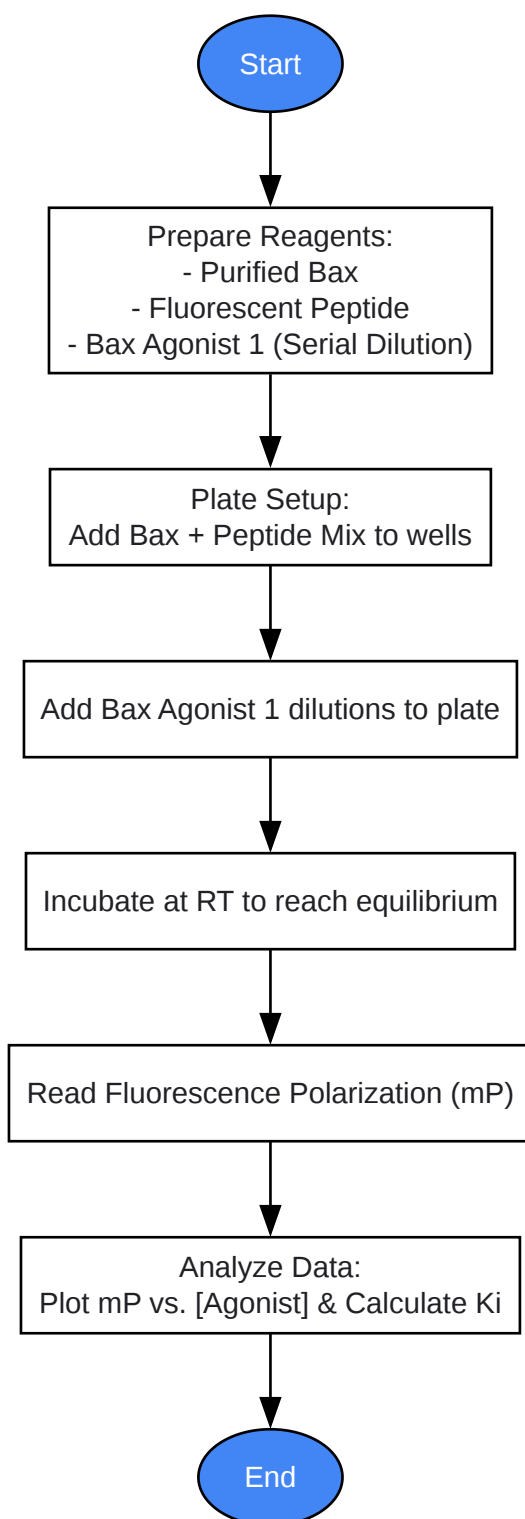 Start
Prepare Reagents:
- Purified Bax
- Fluorescent Peptide
- Bax Agonist 1 (Serial Dilution)
Plate Setup:
Add Bax + Peptide Mix to wells
Add Bax Agonist 1 dilutions to plate
Incubate at RT to reach equilibrium
Read Fluorescence Polarization (mP)
Analyze Data:
Plot mP vs. [Agonist] & Calculate Ki
End